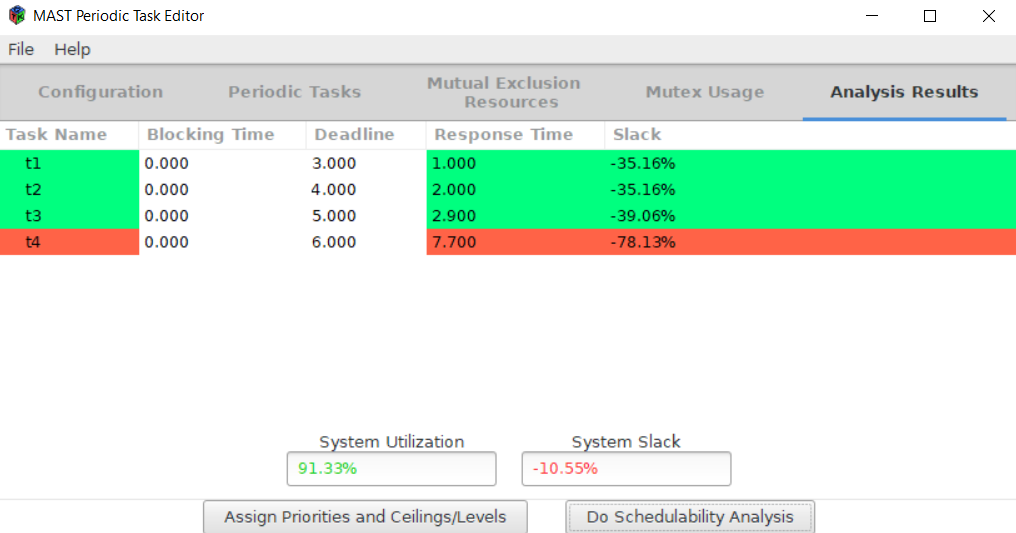 MAST Periodic Task Editor
File Help
Configuration Periodic Tasks Mutual Exclusion Resources Mutex Usage Analysis Results
Task Name Blocking Time Deadline Response Time Slack
t1 0.000 3.000 1.000 -35.16%
t2 0.000 4.000 2.000 -35.16%
t3 0.000 5.000 2.900 -39.06%
t4 0.000 6.000 7.700 -78.13%
System Utilization System Slack
91.33% -10.55%
Assign Priorities and Ceilings/Levels Do Schedulability Analysis